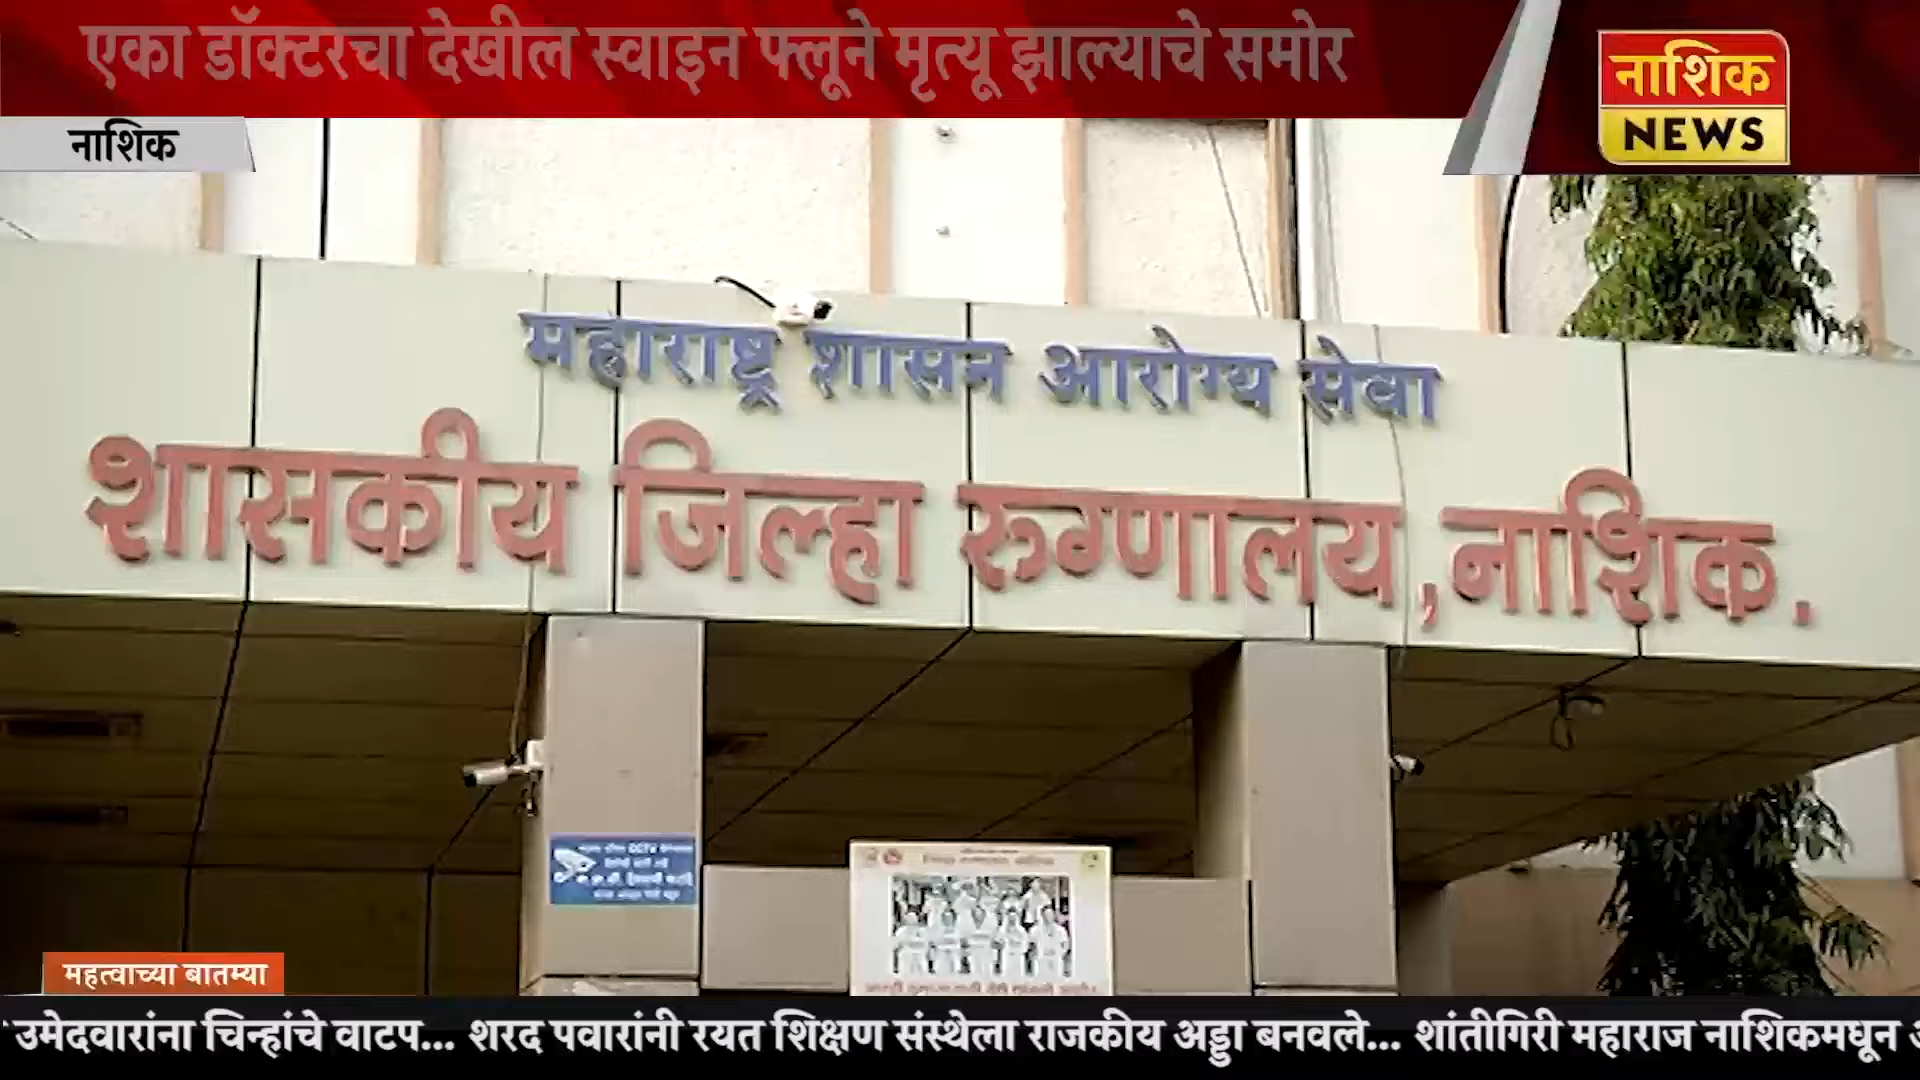 एका डॉक्टरचा देखील स्वाइन फ्लूने मृत्यू झाल्याचे समोर
नाशिक
NEWS
नाशिक
महाराष्ट्र शासन आरोग्य सेवा
शासकीय जिल्हा रुग्णालय, नाशिक.
CCTV
महत्वाच्या बातम्या
उमेदवारांना चिन्हांचे वाटप... शरद पवारांनी रयत शिक्षण संस्थेला राजकीय अड्डा बनवले... शांतीगिरी महाराज नाशिकमधून